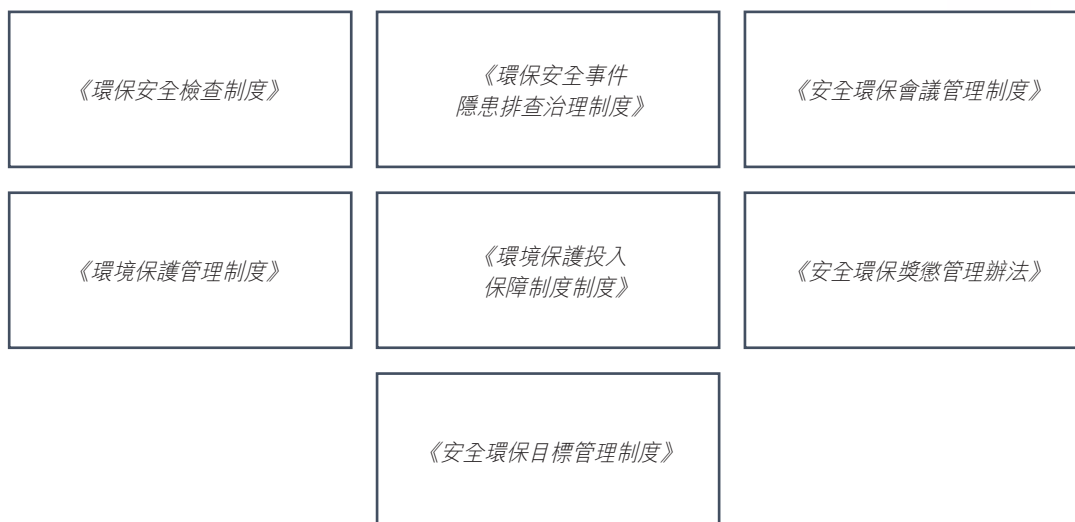 《環保安全檢查制度》
《環保安全事件
隱患排查治理制度》
《安全環保會議管理制度》
《環境保護管理制度》
《環境保護投入
保障制度制度》
《安全環保獎懲管理辦法》
《安全環保目標管理制度》